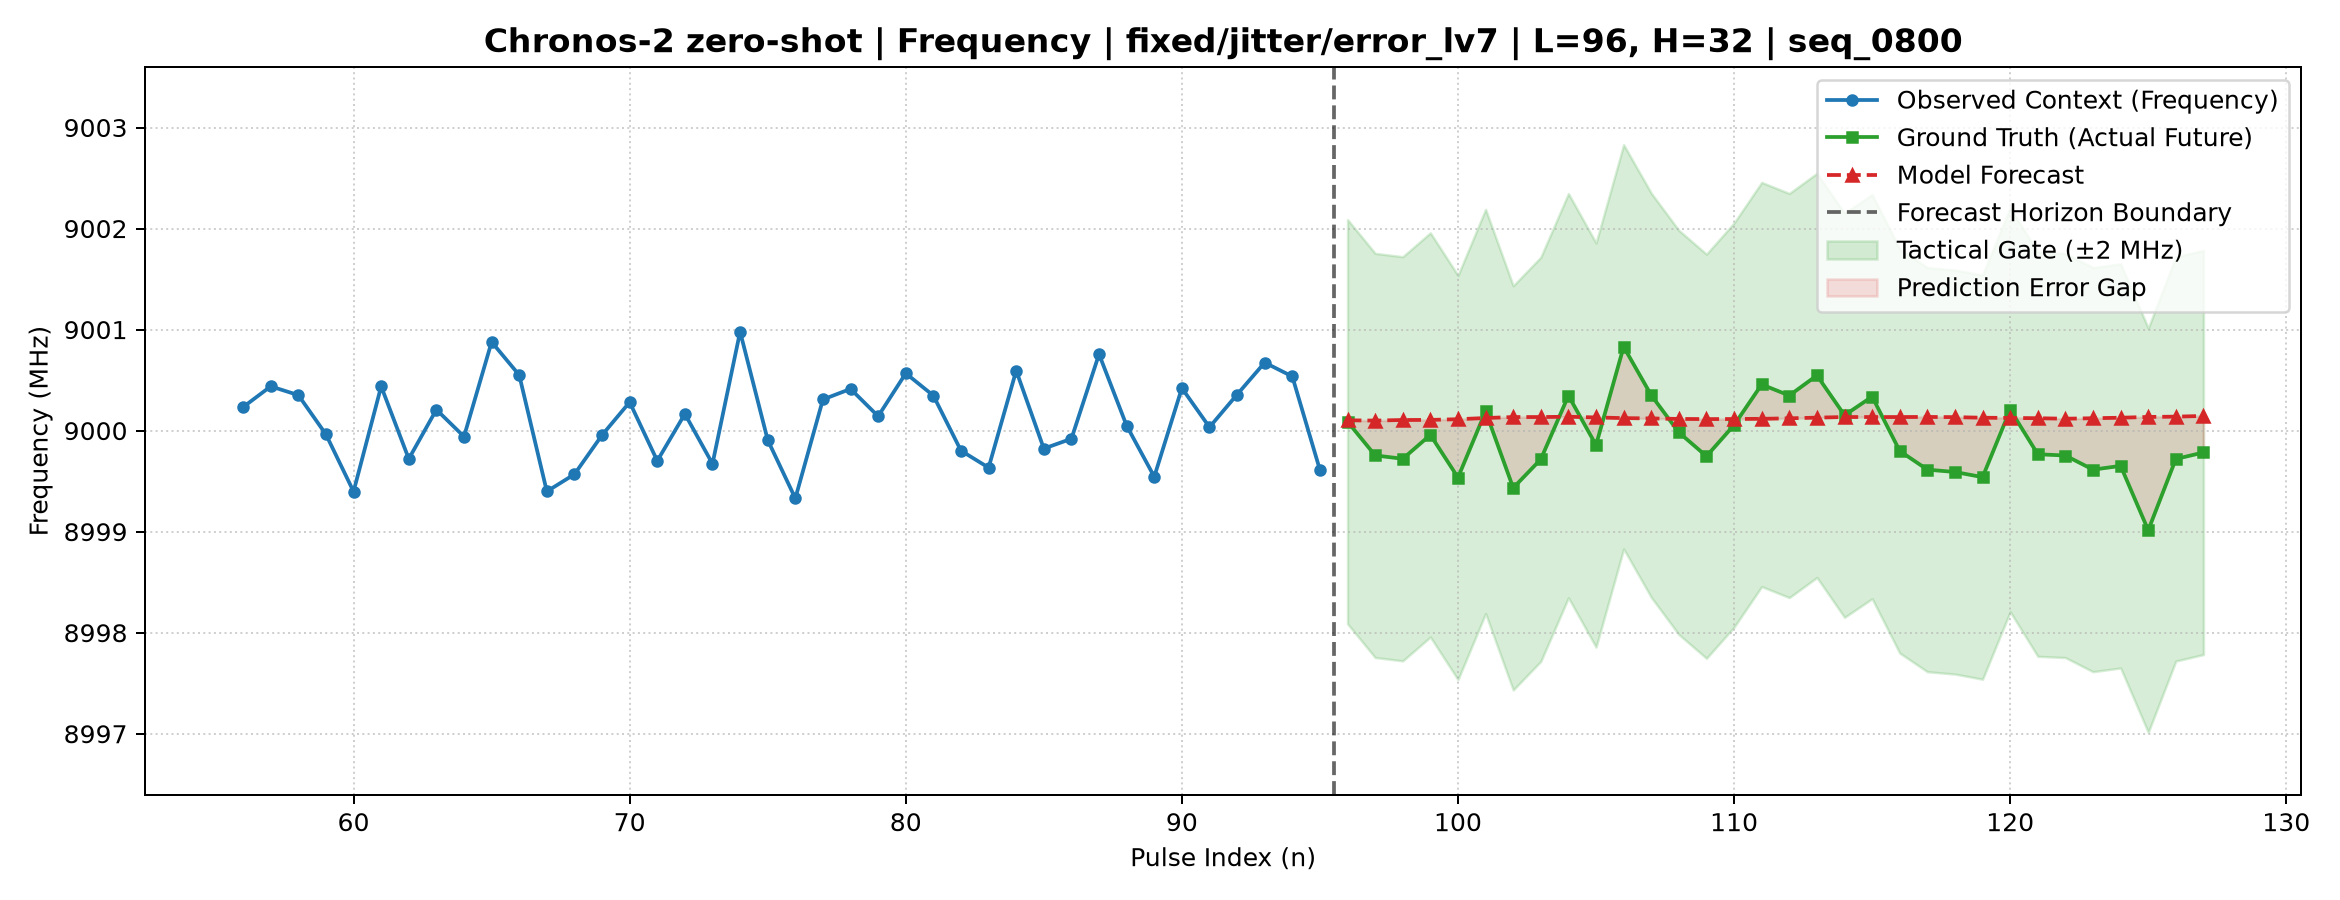 Chronos-2 zero-shot | Frequency | fixed/jitter/error_lv7 | L=96, H=32 | seq_0800
Observed Context (Frequency)
Ground Truth (Actual Future)
Model Forecast
Forecast Horizon Boundary
Tactical Gate (±2 MHz)
Prediction Error Gap
Frequency (MHz)
9003
9002
9001
9000
8999
8998
8997
60 70 80 90 100 110 120 130
Pulse Index (n)